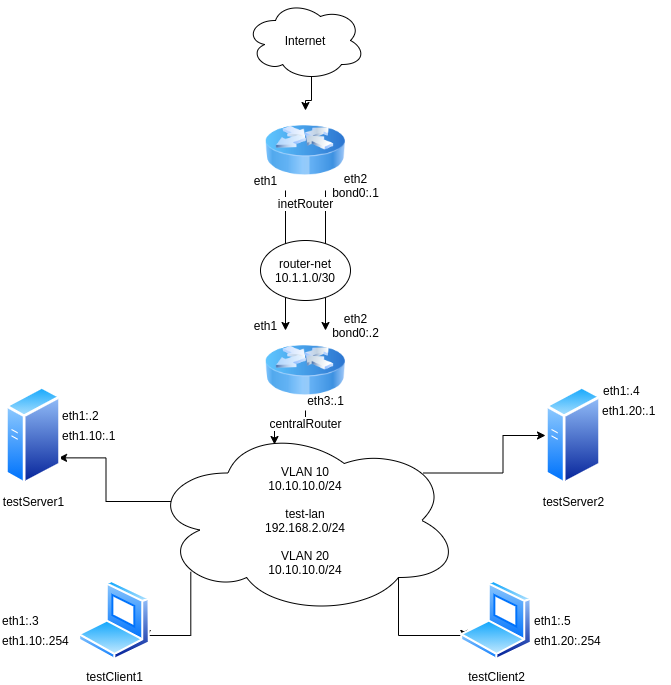 Internet
eth1
eth2
bond0:.1
inetRouter
router-net
10.1.1.0/30
eth1
eth2
bond0:.2
eth3:.1
centralRouter
eth1:.2
eth1.10:.1
testServer1
eth1:.4
eth1.20:.1
testServer2
VLAN 10
10.10.10.0/24
test-lan
192.168.2.0/24
VLAN 20
10.10.10.0/24
eth1:.3
eth1.10:.254
testClient1
eth1:.5
eth1.20:.254
testClient2